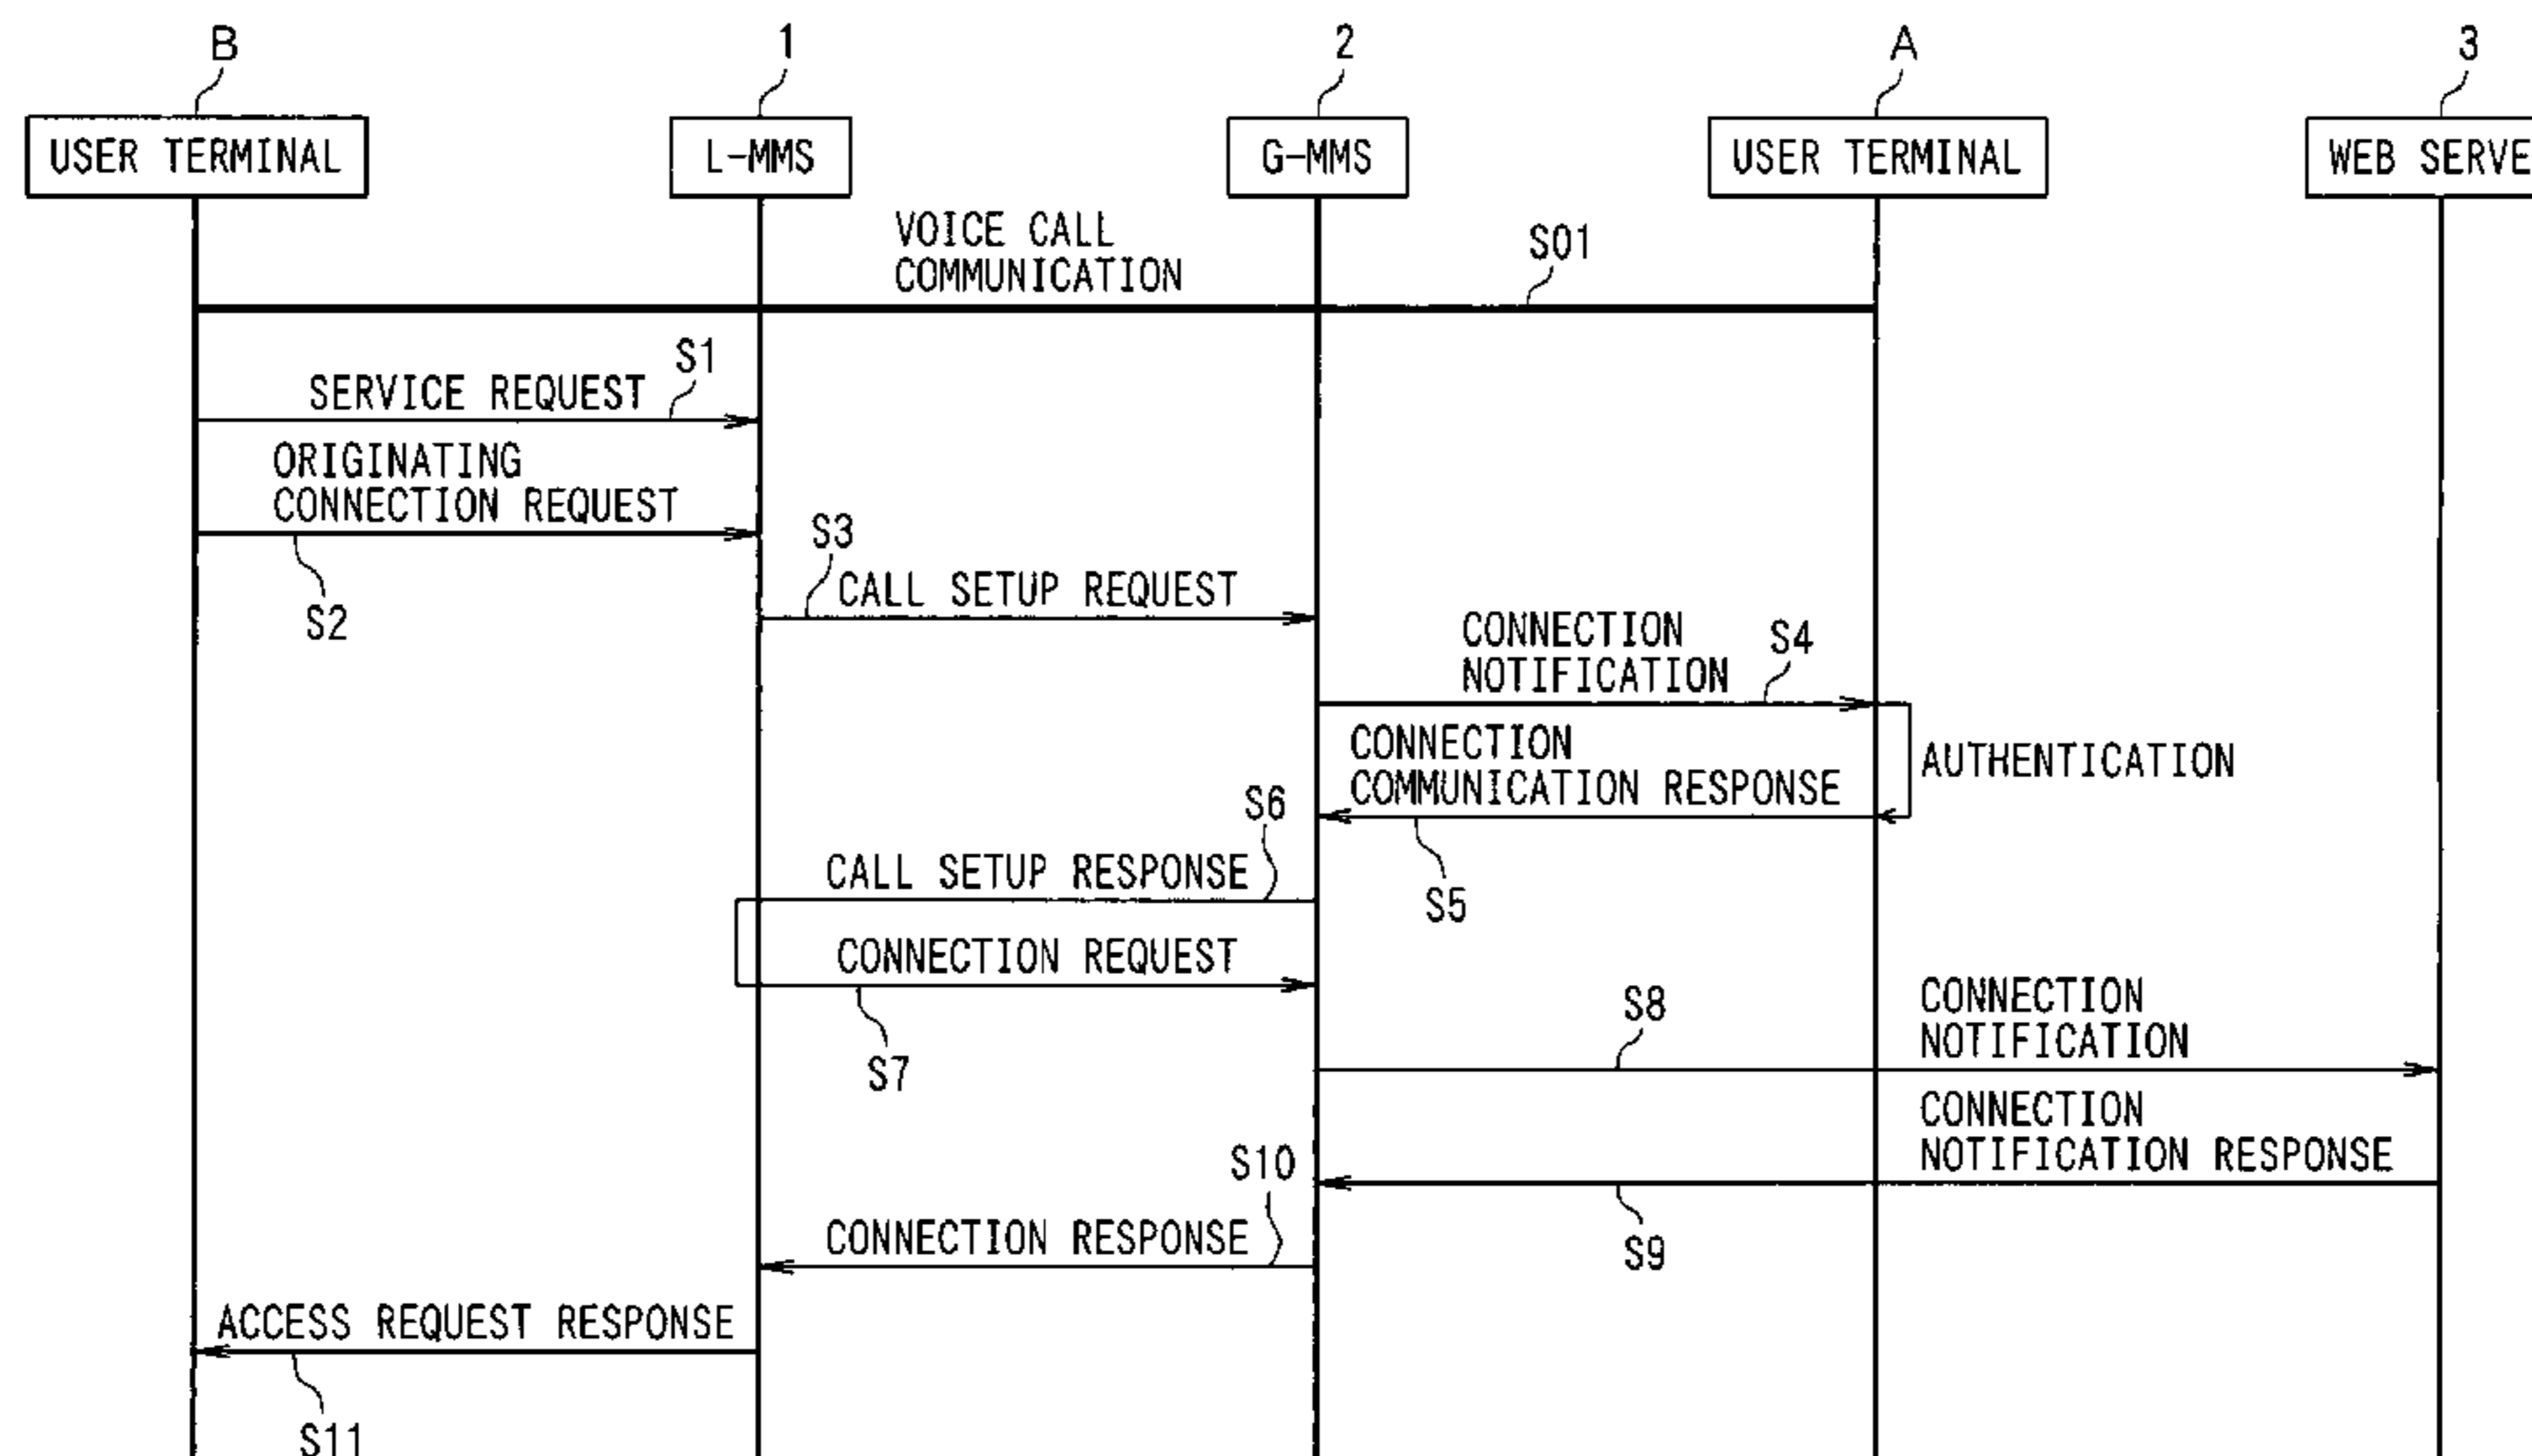 B
1
2
A
3
USER TERMINAL
L-MMS
G-MMS
USER TERMINAL
WEB SERVE
VOICE CALL
COMMUNICATION
S01
S1
SERVICE REQUEST
ORIGINATING
CONNECTION REQUEST
S2
S3
CALL SETUP REQUEST
CONNECTION
NOTIFICATION
S4
CONNECTION
COMMUNICATION RESPONSE
AUTHENTICATION
S5
S6
CALL SETUP RESPONSE
CONNECTION REQUEST
S7
S8
CONNECTION
NOTIFICATION
CONNECTION
NOTIFICATION RESPONSE
S9
S10
CONNECTION RESPONSE
ACCESS REQUEST RESPONSE
S11